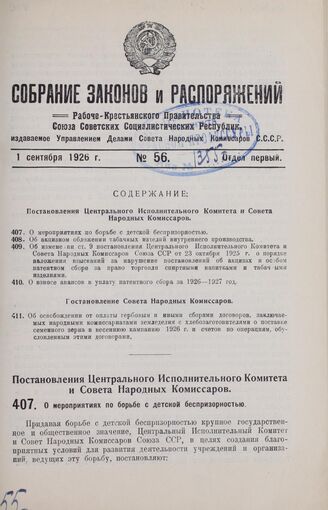 СОБРАНИЕ ЗАКОНОВ и РАСПОРЯЖЕНИЙ
Рабоче-Крестьянского Правительства
Союза Советских Социалистических Республик,
издаваемое Управлением Делами Совета Народных Комиссаров С.С.С.Р.
1 сентября 1926 г. № 56. Отдел первый.
СОДЕРЖАНИЕ:
Постановления Центрального Исполнительного Комитета и Совета
Народных Комиссаров.
407. О мероприятиях по борьбе с детской беспризорностью.
408. Об акцизном обложении табачных изделий внутреннего производства.
409. Об изменении ст. 9 постановления Центрального Исполнительного Комитета и
Совета Народных Комиссаров Союза ССР от 23 октября 1925 г. о порядке
наложения взысканий за нарушение постановлений об акцизах и особом
патентном сборе за право торговли спиртными напитками и табачными
изделиями.
410. О взносе авансов в уплату патентного сбора за 1926—1927 год.
Постановление Совета Народных Комиссаров.
411. Об освобождении от оплаты гербовым и иными сборами договоров, заключаемых
народными комиссариатами земледелия с хлебозаготовителями о поставке
семенного зерна в весеннюю кампанию 1926 г. и счетов по операциям, обусловленным
этими договорами.
Постановления Центрального Исполнительного Комитета
и Совета Народных Комиссаров.
407. О мероприятиях по борьбе с детской беспризорностью.
Придавая борьбе с детской беспризорностью крупное государственное
и общественное значение, Центральный Исполнительный Комитет
и Совет Народных Комиссаров Союза ССР, в целях создания благоприятных
условий для развития деятельности учреждений и организаций,
ведущих эту борьбу, постановляют: